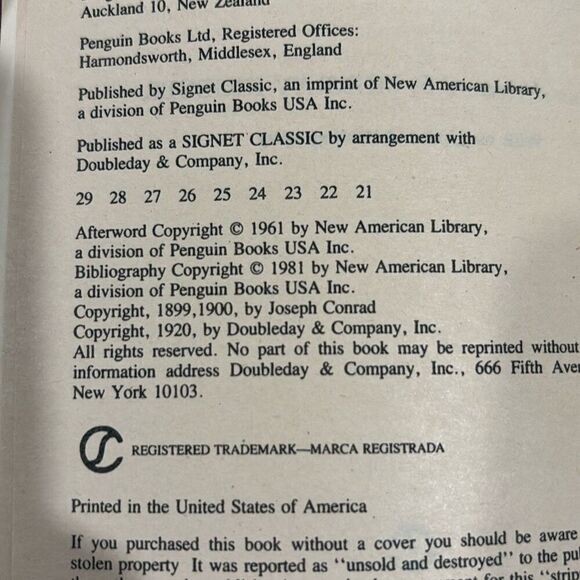 Auckland 10, New Zealand
Penguin Books Ltd, Registered Offices:
Harmondsworth, Middlesex, England
Published by Signet Classic, an imprint of New American Library,
a division of Penguin Books USA Inc.
Published as a SIGNET CLASSIC by arrangement with
Doubleday & Company, Inc.
29 28 27 26 25 24 23 22 21
Afterword Copyright © 1961 by New American Library,
a division of Penguin Books USA Inc.
Bibliography Copyright © 1981 by New American Library,
a division of Penguin Books USA Inc.
Copyright, 1899,1900, by Joseph Conrad
Copyright, 1920, by Doubleday & Company, Inc.
All rights reserved. No part of this book may be reprinted without
information address Doubleday & Company, Inc., 666 Fifth Ave
New York 10103.
REGISTERED TRADEMARK—MARCA REGISTRADA
Printed in the United States of America
If you purchased this book without a cover you should be aware
stolen property It was reported as "unsold and destroyed" to the pu
for this "strip